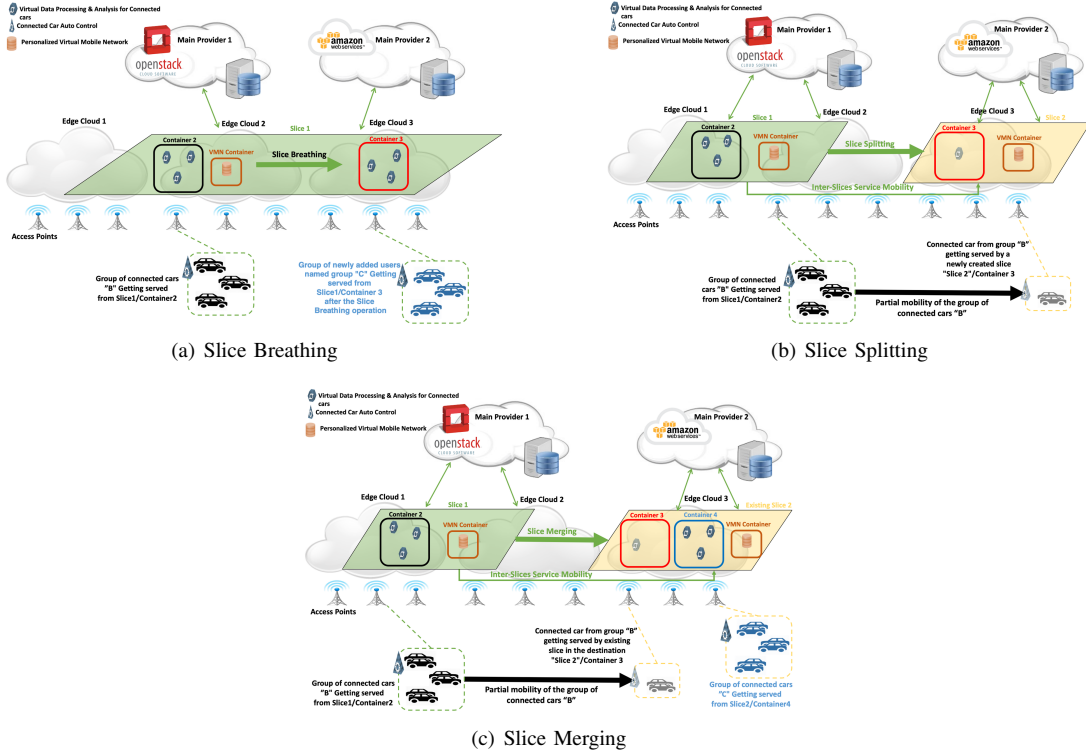 Virtual Data Processing & Analysis for Connected
cars
Connected Car Auto Control
Personalized Virtual Mobile Network
Main Provider 1
openstack
CLOUD SOFTWARE
amazon
webservices™
Main Provider 2
Edge Cloud 1
Edge Cloud 2
Edge Cloud 3
Slice 1
Container 2
VMN Container
Slice Breathing
Container 3
Access Points
Group of connected cars
"B" Getting served
from Slice1/Container2
Group of newly added users
named group "C" Getting
served from
Slice1/Container 3
after the Slice
Breathing operation
(a) Slice Breathing
Virtual Data Processing & Analysis for Connected
cars
Connected Car Auto Control
Personalized Virtual Mobile Network
Main Provider 1
openstack
CLOUD SOFTWARE
Main Provider 2
amazon
webservices™
Edge Cloud 1
Edge Cloud 2
Edge Cloud 3
Slice 1
Slice 2
Container 2
VMN Container
Slice Splitting
Container 3
VMN Container
Inter-Slices Service Mobility
Access Points
Group of connected
cars "B" Getting served
from Slice1/Container2
Connected car from group "B"
getting served by a
newly created slice
"Slice 2"/Container 3
Partial mobility of the group of
connected cars "B"
(b) Slice Splitting
Virtual Data Processing & Analysis for Connected
cars
Connected Car Auto Control
Personalized Virtual Mobile Network
Main Provider 1
openstack
CLOUD SOFTWARE
Main Provider 2
amazon
webservices™
Edge Cloud 1
Edge Cloud 2
Edge Cloud 3
Slice 1
Existing Slice 2
Container 2
VMN Container
Slice Merging
Container 3
Container 4
VMN Container
Inter-Slices Service Mobility
Access Points
Group of connected cars
"B" Getting served
from Slice1/Container2
Connected car from group "B"
getting served by existing
slice in the destination
"Slice 2"/Container 3
Partial mobility of the group of
connected cars "B"
Group of connected cars
"C" Getting served
from Slice2/Container4
(c) Slice Merging